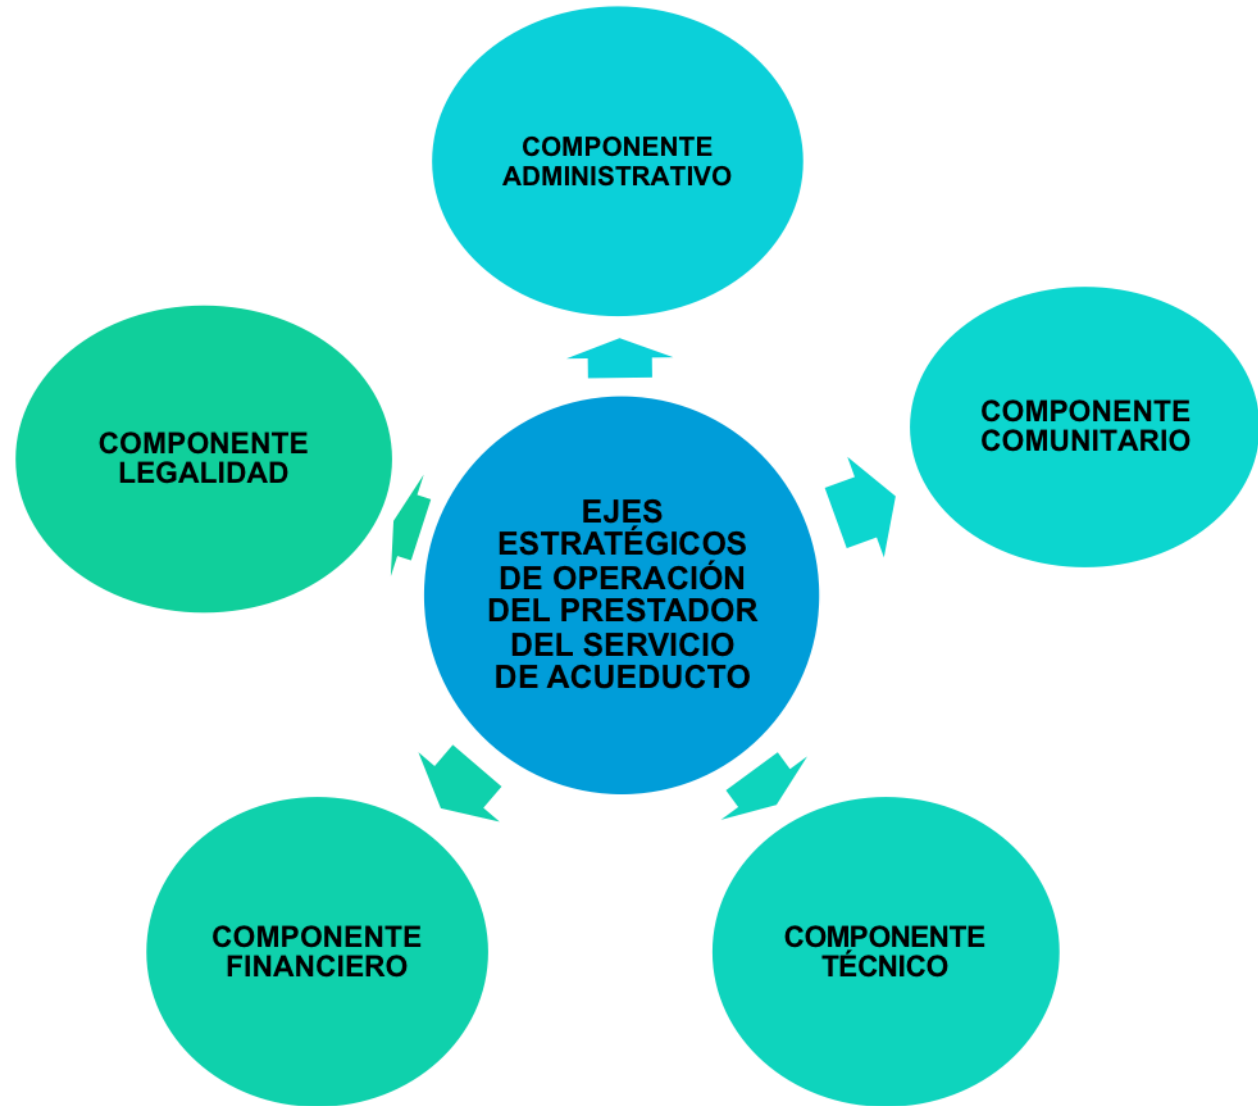 COMPONENTE
ADMINISTRATIVO
COMPONENTE
COMUNITARIO
COMPONENTE
LEGALIDAD
EJES
ESTRATÉGICOS
DE OPERACIÓN
DEL PRESTADOR
DEL SERVICIO
DE ACUEDUCTO
COMPONENTE
FINANCIERO
COMPONENTE
TÉCNICO